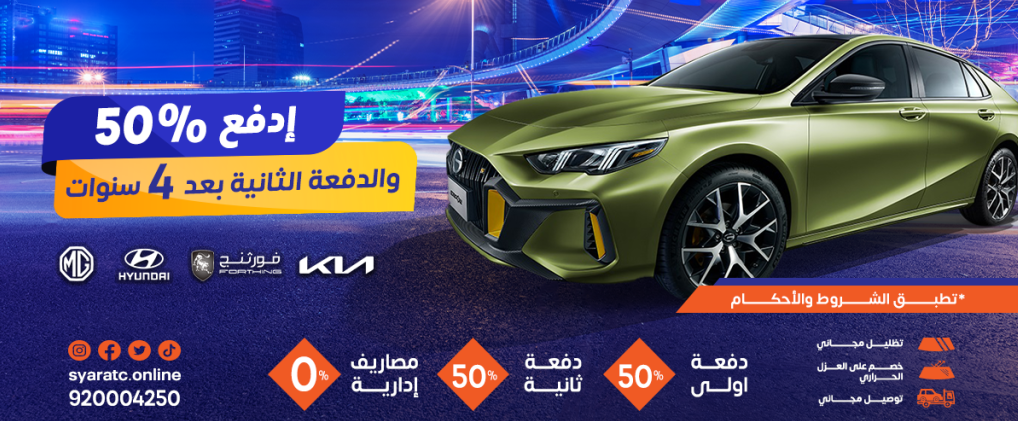 إدفع 50%
والدفعة الثانية بعد 4 سنوات
MG
HYUNDAI
فورثنج
FORTHING
KIA
*تطبق الشروط والأحكام
دفعة اولى
50%
دفعة ثانية
50%
مصاريف إدارية
0%
تظليل مجاني
خصم على العزل
الحراري
توصيل مجاني
syaratc.online
920004250